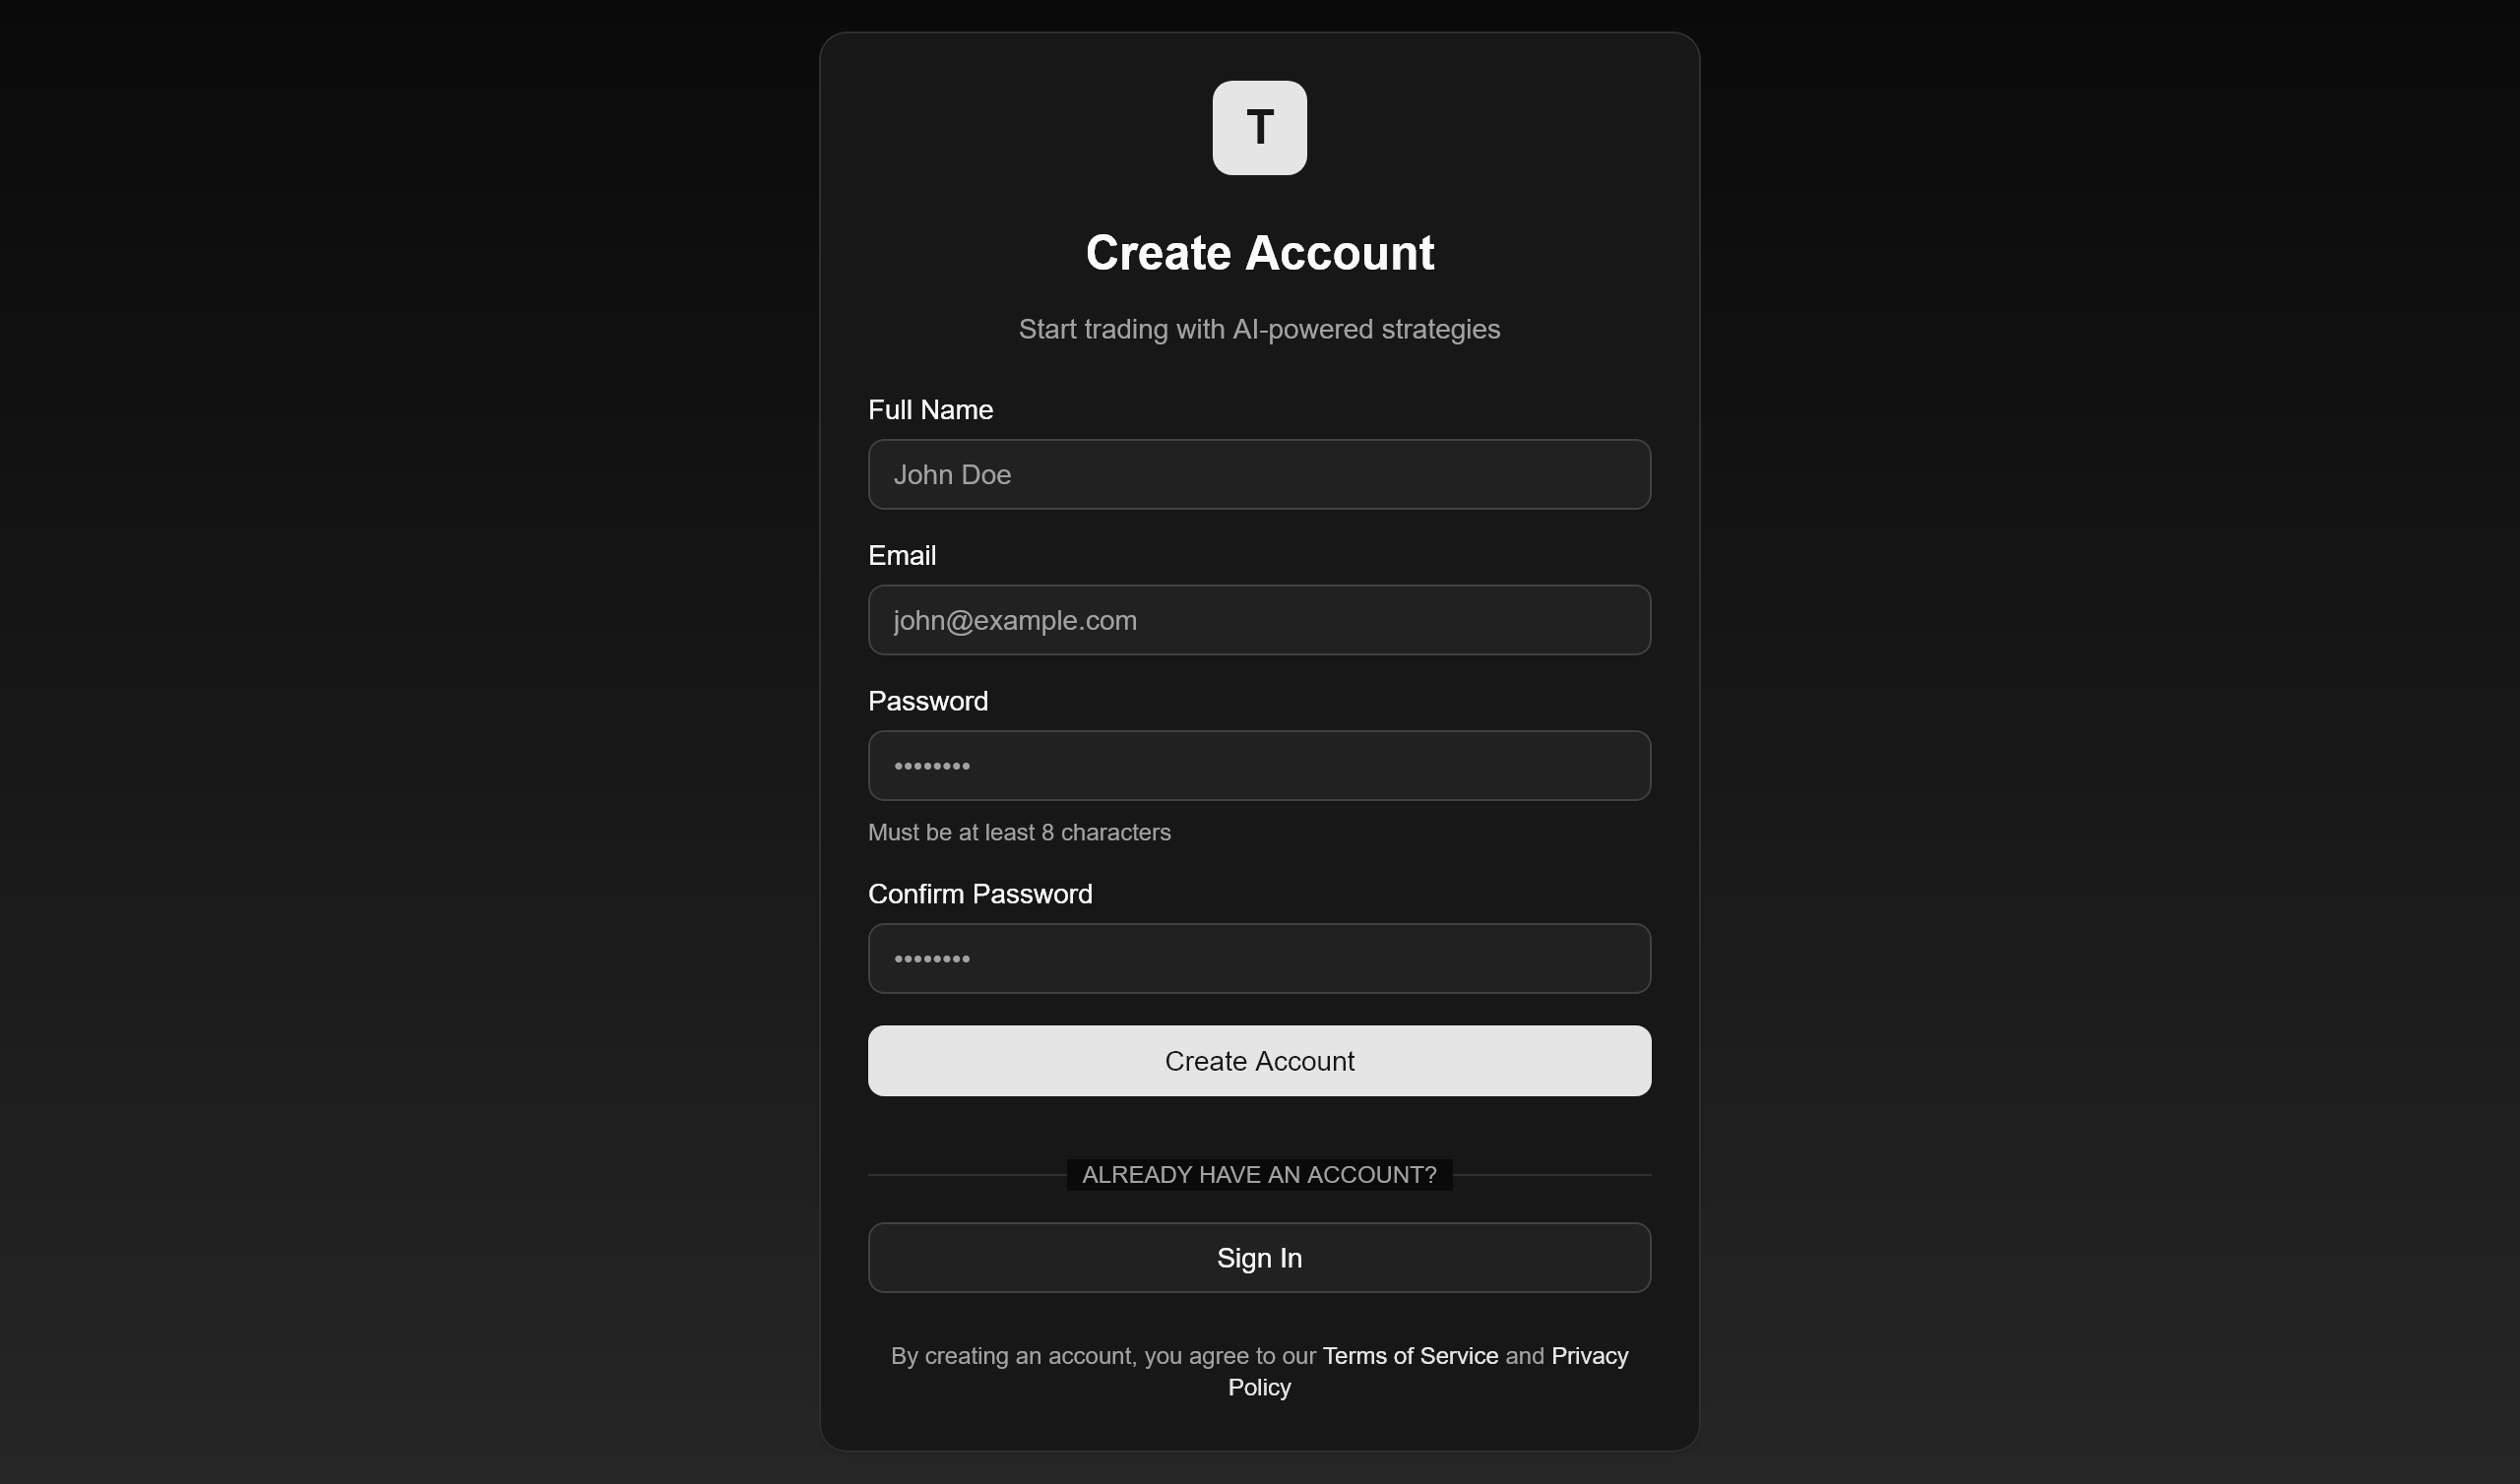 T
Create Account
Start trading with AI-powered strategies
Full Name
John Doe
Email
john@example.com
Password
••••••••
Must be at least 8 characters
Confirm Password
••••••••
Create Account
ALREADY HAVE AN ACCOUNT?
Sign In
By creating an account, you agree to our Terms of Service and Privacy
Policy